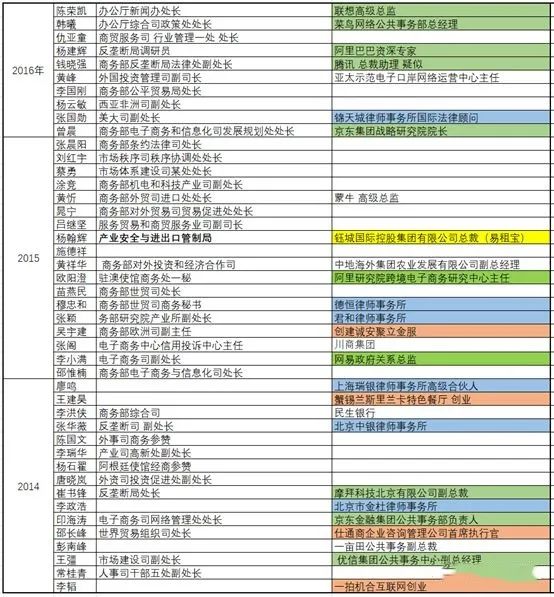 2016年
陈荣凯 办公厅新闻办处长 联想高级总监
韩曦 办公厅综合司政策处处长 菜鸟网络公共事务部总经理
仇亚童 商贸服务司 行业管理一处 处长
杨建辉 反垄断局调研员 阿里巴巴资深专家
钱晓强 商务部反垄断局法律处副处长 腾讯 总裁助理 疑似
黄峰 外国投资管理司副司长 亚太示范电子口岸网络运营中心主任
李国刚 商务部公平贸易局处长
杨云敏 西亚非洲司副处长
张国勋 美大司副处长 锦天城律师事务所国际法律顾问
曾晨 商务部电子商务和信息化司发展规划处处长 京东集团战略研究院院长
2015
张晨阳 商务部条约法律司处长
刘红宇 市场秩序司秩序协调处处长
蔡勇 市场体系建设司某处处长
涂竞 商务部机电和科技产业司副处长
黄忻 商务部外贸司进口处处长 蒙牛 高级总监
晁宁 商务部对外贸易司贸易促进处处长
吕继坚 服务贸易和商贸服务业司副司长
杨翰辉 产业安全与进出口管制局 钰城国际控股集团有限公司总裁（易租宝）
施德祥
黄祥华 商务部对外投资和经济合作司 中地海外集团农业发展有限公司副总经理
欧阳澄 驻澳使馆商务处一秘 阿里研究院跨境电子商务研究中心主任
苗燕民 商务部世贸司处长
穆忠和 商务部世贸司商务秘书 德恒律师事务所
张颖 务部研究院产业所副处长 君和律师事务所
吴宇建 商务部欧洲司副主任 创建诚安聚立金服
张阁 电子商务中心信用投诉中心主任 川商集团
李小满 电子商务司副处长 网易政府关系总监
邵惟楠 商务部电子商务与信息化司处长
2014
廖鸣 上海瑞银律师事务所高级合伙人
王建昊 蟹锡兰斯里兰卡特色餐厅 创业
李洪侠 商务部综合司 民生银行
张华薇 反垄断司 副处长 北京中银律师事务所
陈国文 外事司商务参赞
李瑞华 产业司高新处副处长
杨石翟 阿根廷使馆经商参赞
唐晓岚 外资司投资促进处副处长
崔书锋 反垄断局处长 摩拜科技北京有限公司副总裁
李政浩 北京市金杜律师事务所
印海涛 电子商务司网络管理处处长 京东金融集团公共事务部负责人
邵长峰 世界贸易组织司处长 仕通商企业咨询管理公司首席执行官
彭南峰 一亩田公共事务副总裁
王彊 市场建设司副处长 优信集团公共事务中心副总经理
常桂青 人事司干部五处副处长
李韬 一拍机合互联网创业